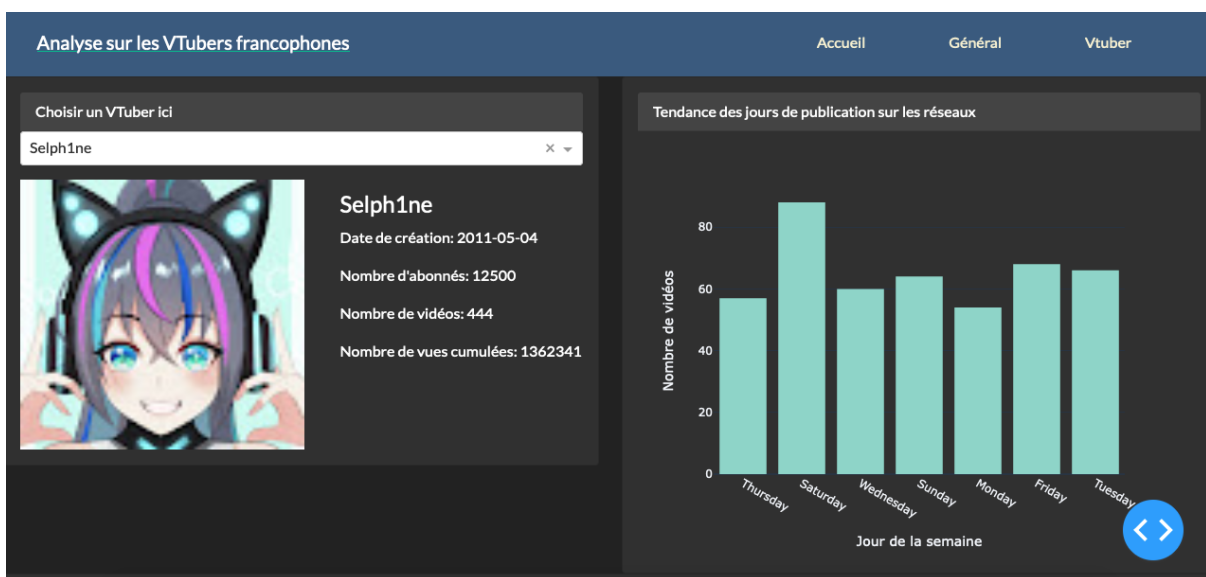 Analyse sur les VTubers francophones
Accueil Général Vtuber
Choisir un VTuber ici
Selph1ne
Selph1ne
Date de création: 2011-05-04
Nombre d'abonnés: 12500
Nombre de vidéos: 444
Nombre de vues cumulées: 1362341
Tendance des jours de publication sur les réseaux
Nombre de vidéos
80
60
40
20
0
Thursday Saturday Wednesday Sunday Monday Friday Tuesday
Jour de la semaine